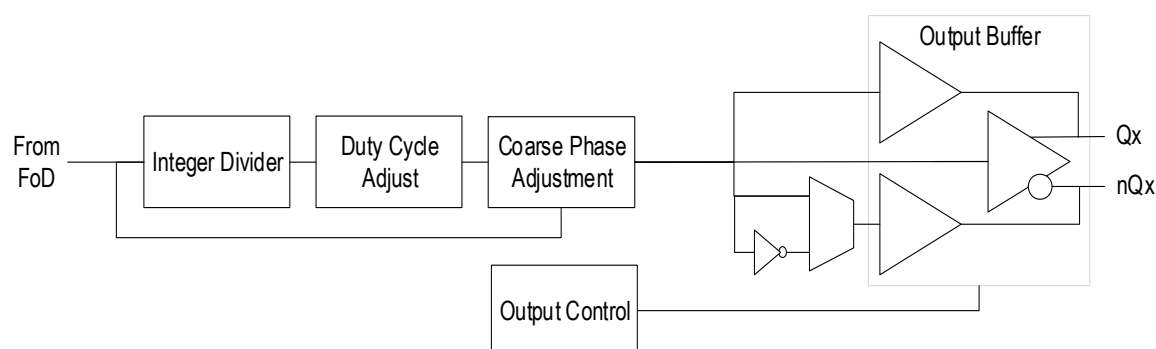 Output Buffer
From
FoD
Integer Divider
Duty Cycle
Adjust
Coarse Phase
Adjustment
Qx
nQx
Output Control